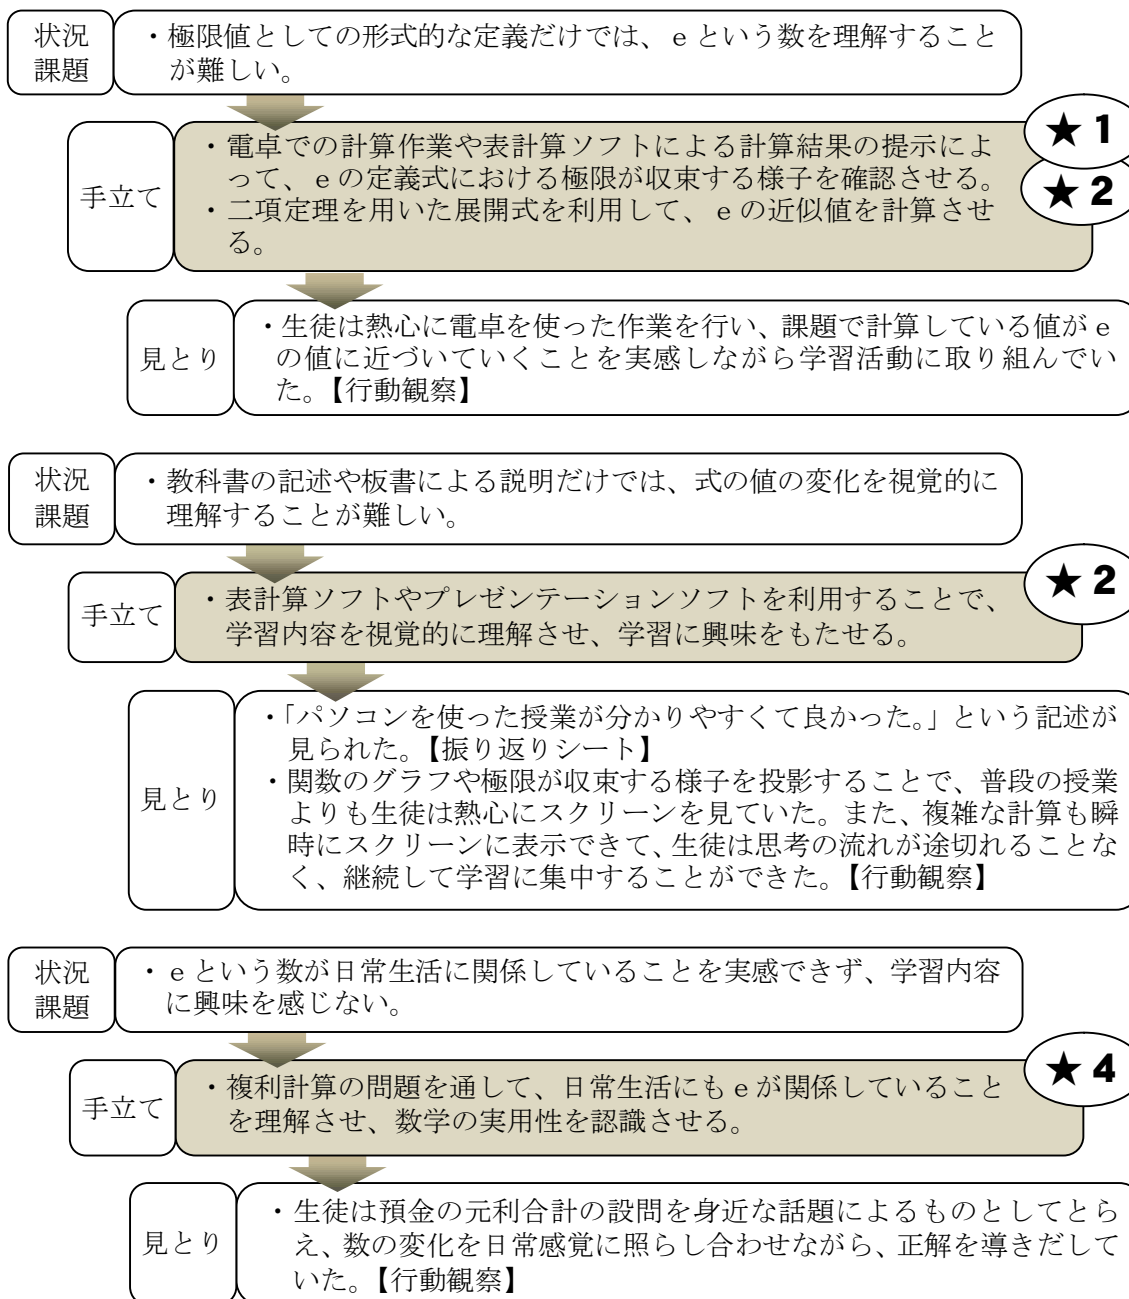 状況
課題
・極限値としての形式的な定義だけでは、eという数を理解すること
が難しい。
手立て
・電卓での計算作業や表計算ソフトによる計算結果の提示によ
って、eの定義式における極限が収束する様子を確認させる。
・二項定理を用いた展開式を利用して、eの近似値を計算させ
る。
★1
★2
見とり
・生徒は熱心に電卓を使った作業を行い、課題で計算している値がe
の値に近づいていくことを実感しながら学習活動に取り組んでい
た。【行動観察】
状況
課題
・教科書の記述や板書による説明だけでは、式の値の変化を視覚的に
理解することが難しい。
手立て
・表計算ソフトやプレゼンテーションソフトを利用することで、
学習内容を視覚的に理解させ、学習に興味をもたせる。
★2
見とり
・「パソコンを使った授業が分かりやすくて良かった。」という記述が
見られた。【振り返りシート】
・関数のグラフや極限が収束する様子を投影することで、普段の授業
よりも生徒は熱心にスクリーンを見ていた。また、複雑な計算も瞬
時にスクリーンに表示できて、生徒は思考の流れが途切れることな
く、継続して学習に集中することができた。【行動観察】
状況
課題
・eという数が日常生活に関係していることを実感できず、学習内容
に興味を感じない。
手立て
・複利計算の問題を通して、日常生活にもeが関係していること
を理解させ、数学の実用性を認識させる。
★4
見とり
・生徒は預金の元利合計の設問を身近な話題によるものとしてとら
え、数の変化を日常感覚に照らし合わせながら、正解を導きだして
いた。【行動観察】